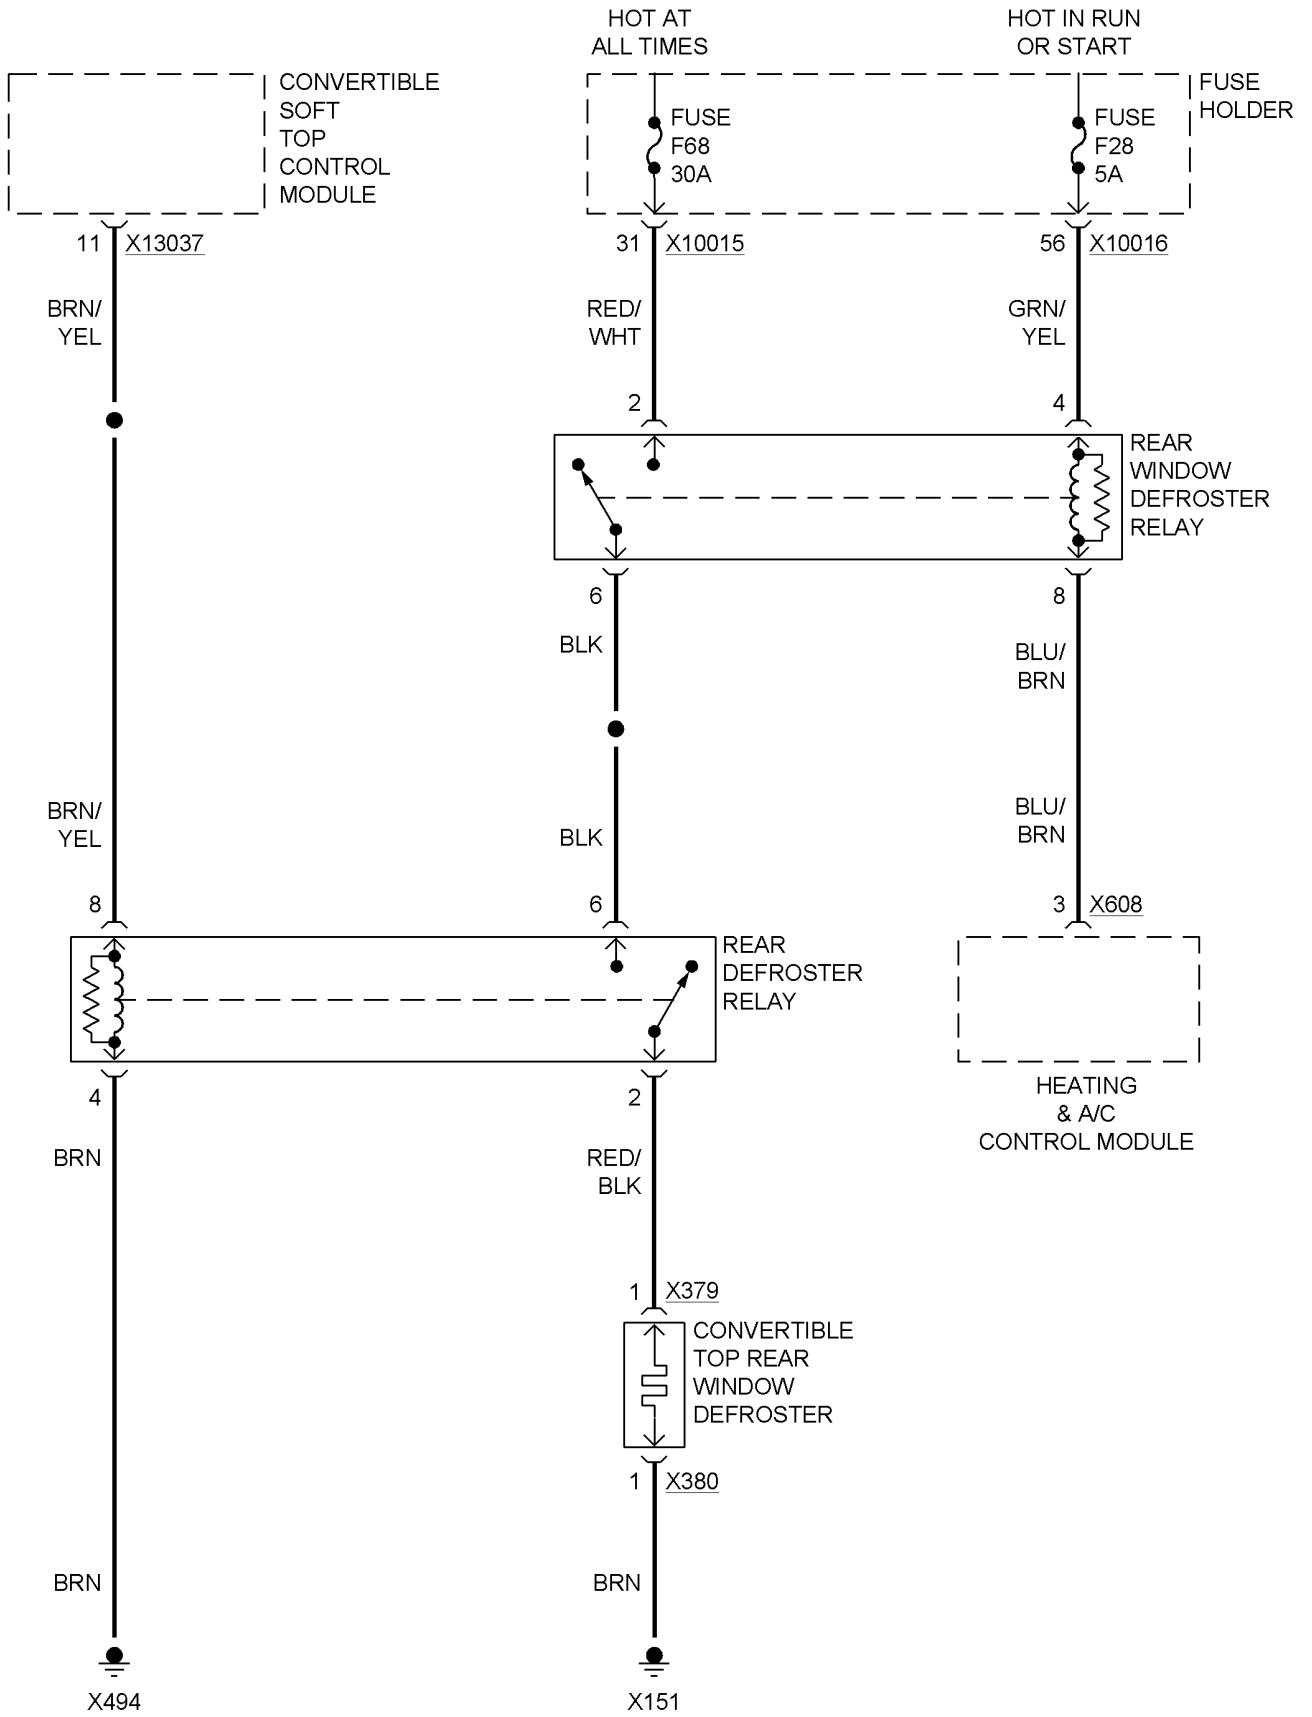 HOT AT
ALL TIMES
HOT IN RUN
OR START
CONVERTIBLE
SOFT
TOP
CONTROL
MODULE
FUSE
F68
30A
FUSE
F28
5A
FUSE
HOLDER
11 X13037
31 X10015
56 X10016
BRN/
YEL
RED/
WHT
GRN/
YEL
2
4
REAR
WINDOW
DEFROSTER
RELAY
6
8
BLK
BLU/
BRN
BRN/
YEL
BLK
BLU/
BRN
8
6
3 X608
REAR
DEFROSTER
RELAY
HEATING
& A/C
CONTROL MODULE
4
2
BRN
RED/
BLK
1 X379
CONVERTIBLE
TOP REAR
WINDOW
DEFROSTER
1 X380
BRN
BRN
X494
X151